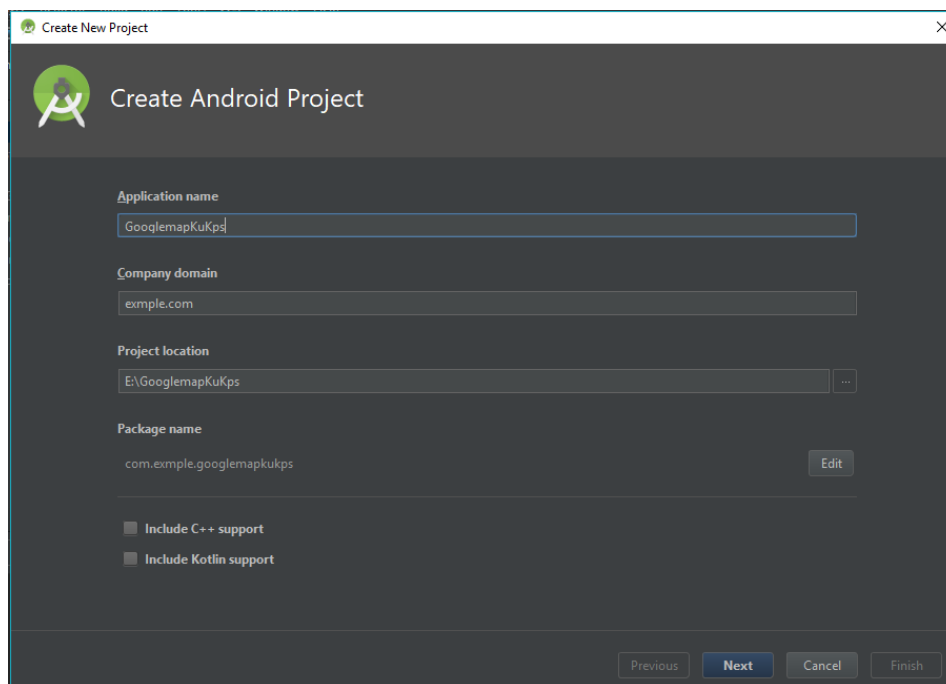 Create New Project
Create Android Project
Application name
GooglemapKuKps
Company domain
exmple.com
Project location
E:\GooglemapKuKps
...
Package name
com.exmple.googlemapkukps
Edit
Include C++ support
Include Kotlin support
Previous
Next
Cancel
Finish